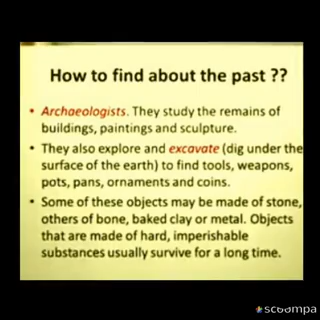 How to find about the past ??
• Archaeologists. They study the remains of
buildings, paintings and sculpture.
• They also explore and excavate (dig under the
surface of the earth) to find tools, weapons,
pots, pans, ornaments and coins.
• Some of these objects may be made of stone,
others of bone, baked clay or metal. Objects
that are made of hard, imperishable
substances usually survive for a long time.